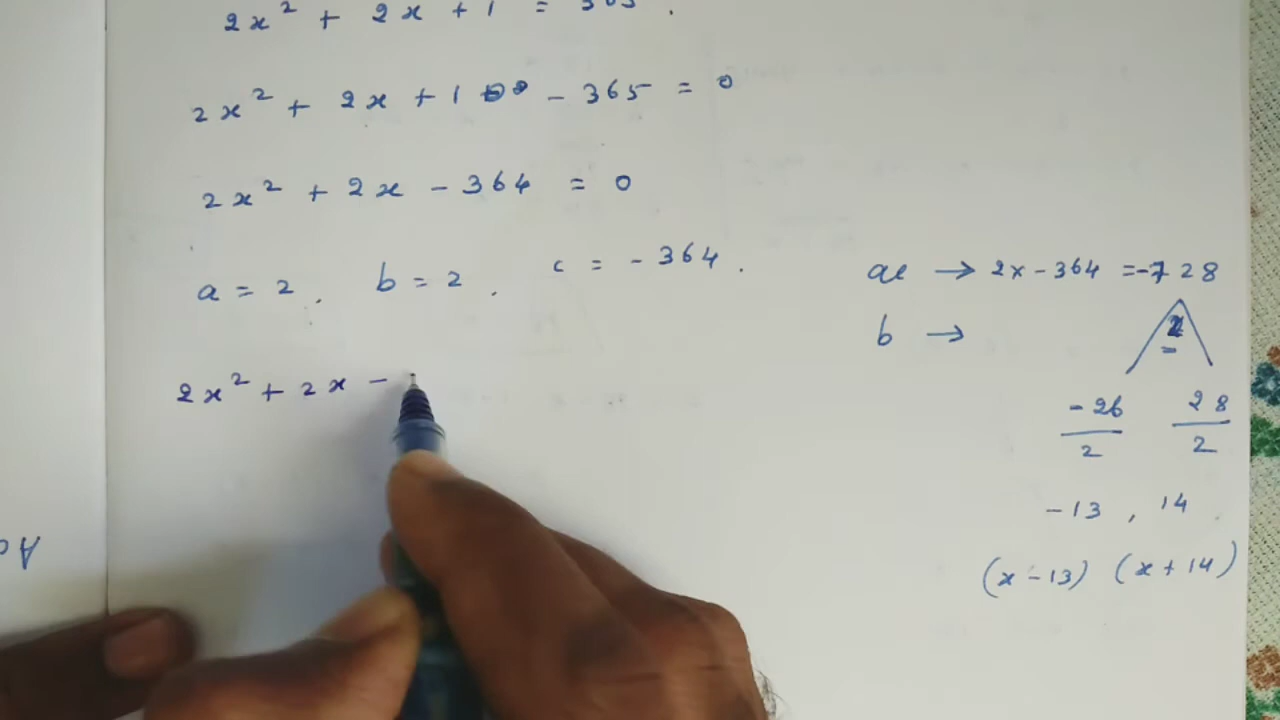 2x² + 2x + 1 = 365.
2x² + 2x + 1 - 365 = 0
2x² + 2x - 364 = 0
a = 2. b = 2. c = -364.
2x² + 2x -
ac → 2x - 364 = -728
b → 2
-26/2 28/2
-13, 14
(x - 13) (x + 14)